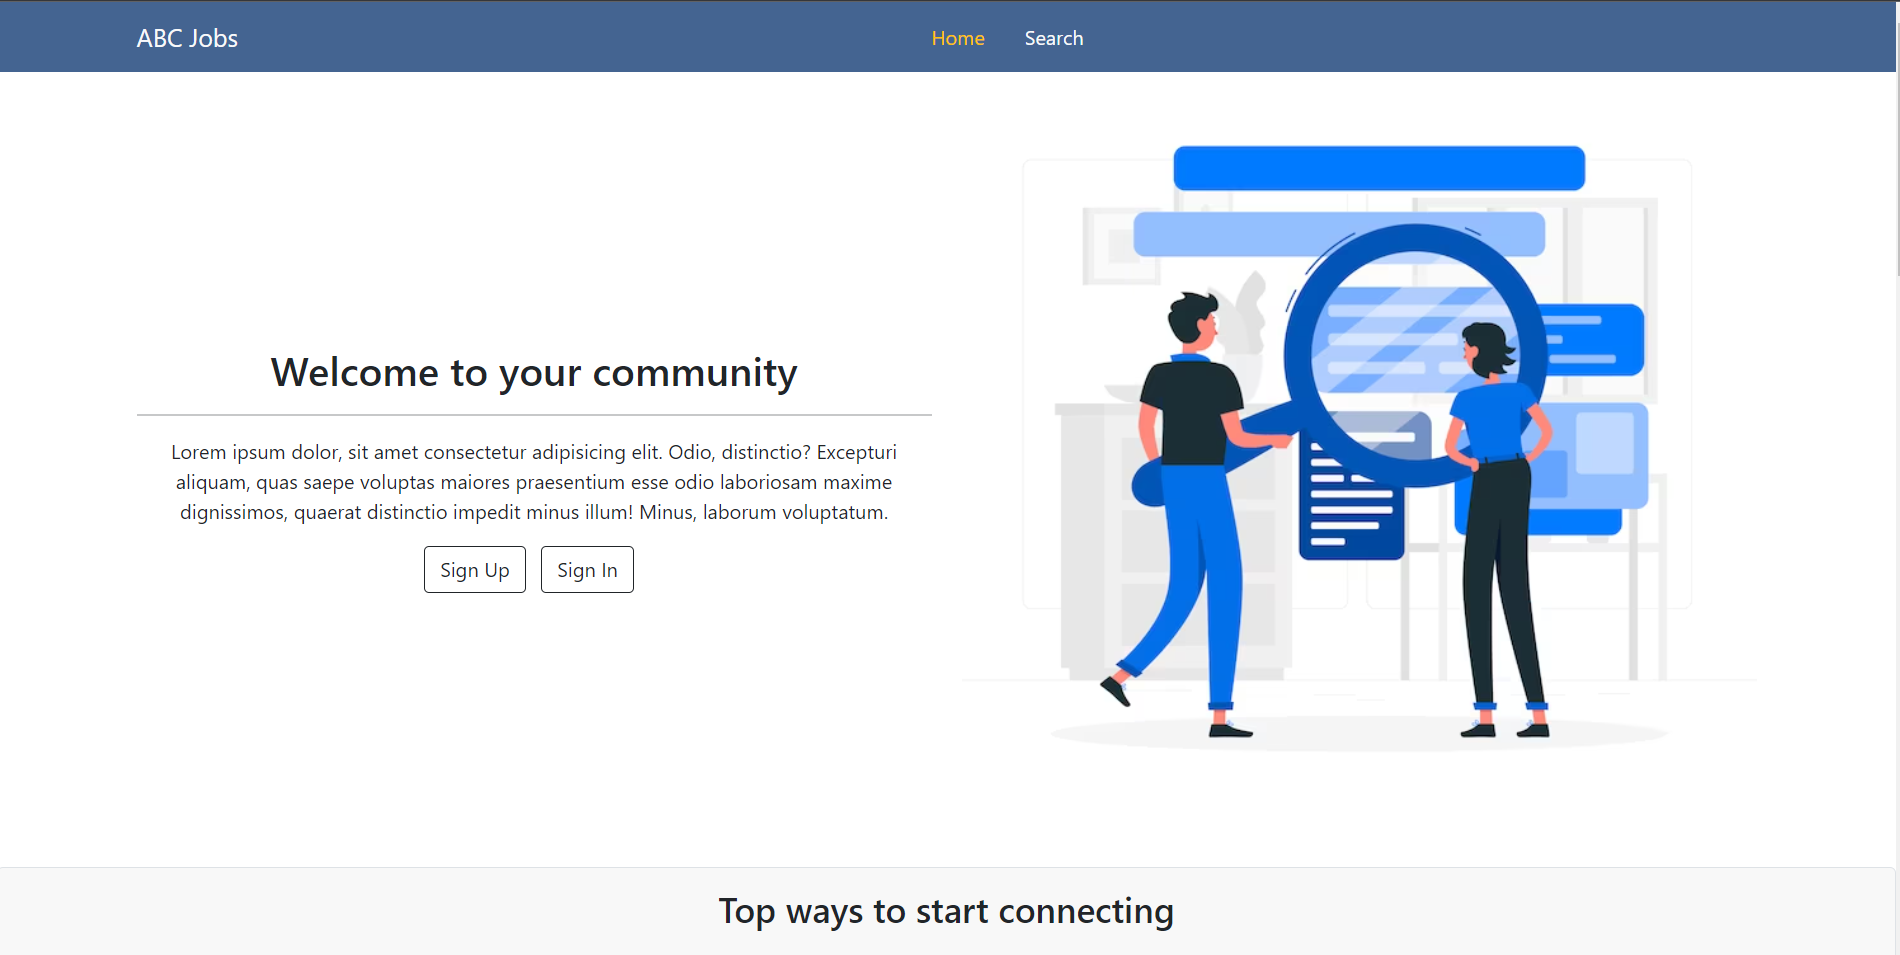 ABC Jobs
Home
Search
Welcome to your community
Lorem ipsum dolor, sit amet consectetur adipisicing elit. Odio, distinctio? Excepturi
aliquam, quas saepe voluptas maiores praesentium esse odio laboriosam maxime
dignissimos, quaerat distinctio impedit minus illum! Minus, laborum voluptatum.
Sign Up
Sign In
Top ways to start connecting